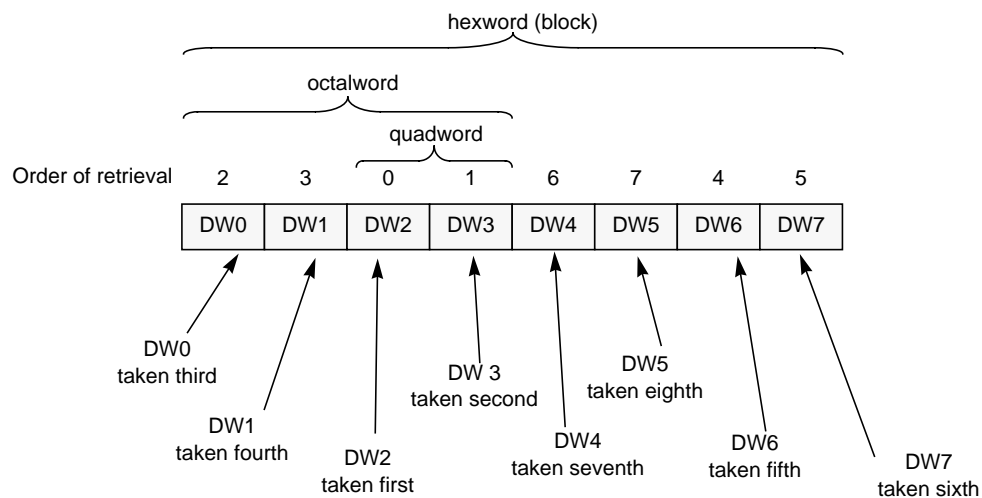 hexword (block)
octalword
quadword
Order of retrieval 2 3 0 1 6 7 4 5
DW0 DW1 DW2 DW3 DW4 DW5 DW6 DW7
DW0
taken third
DW1
taken fourth
DW2
taken first
DW 3
taken second
DW4
taken seventh
DW5
taken eighth
DW6
taken fifth
DW7
taken sixth